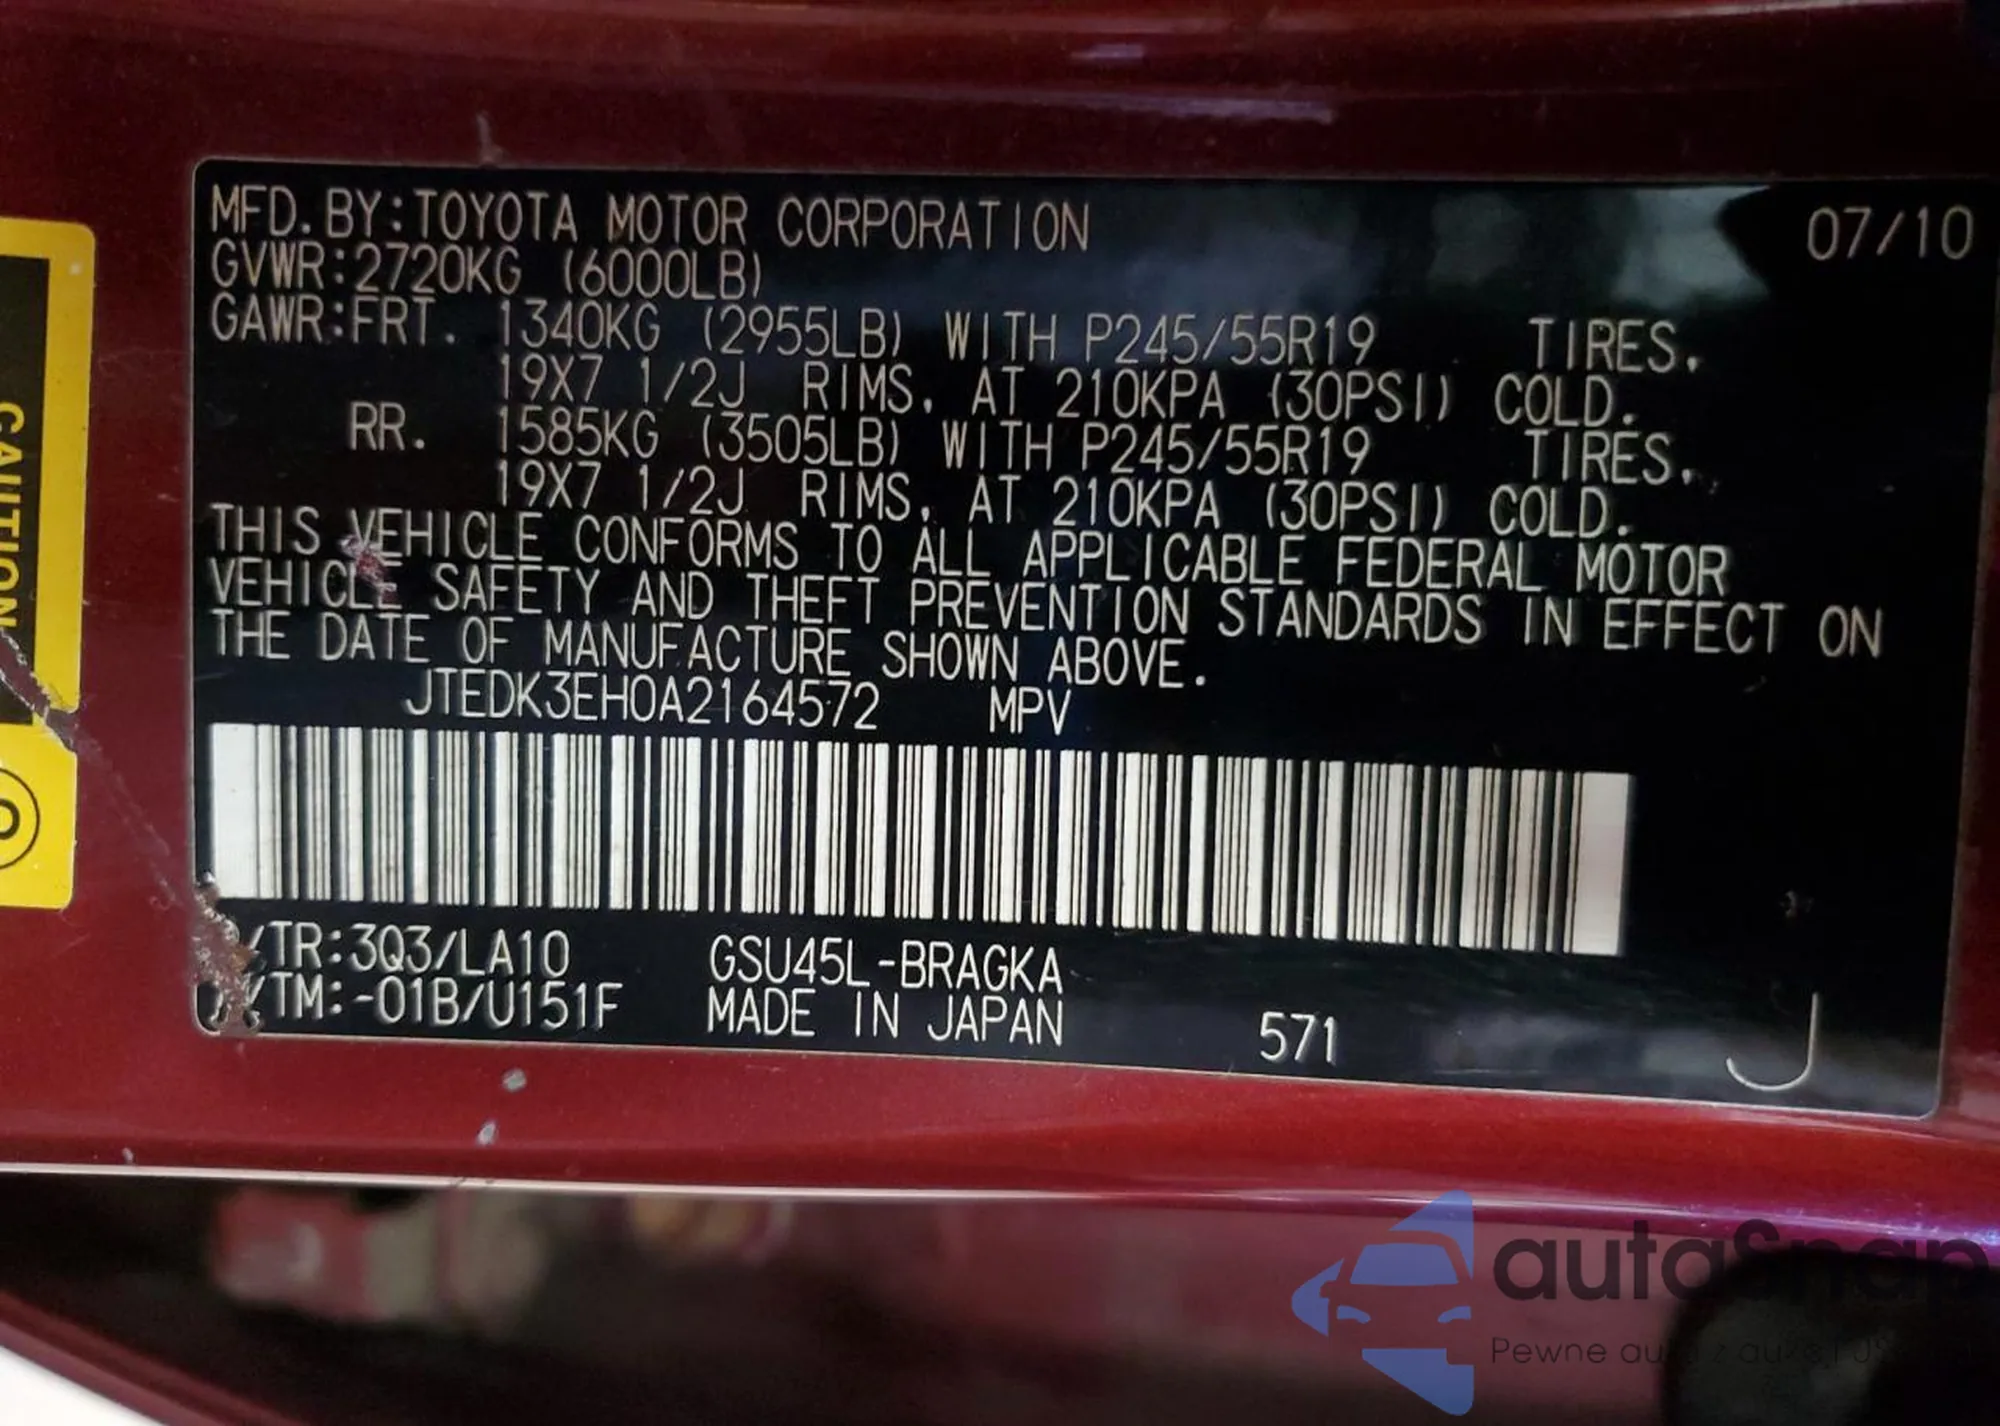 MFD. BY:TOYOTA MOTOR CORPORATION 07/10
GVWR:2720KG (6000LB)
GAWR:FRT. 1340KG (2955LB) WITH P245/55R19 TIRES,
19X7 1/2J RIMS, AT 210KPA (30PSI) COLD.
RR. 1585KG (3505LB) WITH P245/55R19 TIRES,
19X7 1/2J RIMS, AT 210KPA (30PSI) COLD.
THIS VEHICLE CONFORMS TO ALL APPLICABLE FEDERAL MOTOR
VEHICLE SAFETY AND THEFT PREVENTION STANDARDS IN EFFECT ON
THE DATE OF MANUFACTURE SHOWN ABOVE.
JTEDK3EH0A2164572 MPV
/TR:3Q3/LA10 GSU45L-BRAGKA
/TM:-01B/U151F MADE IN JAPAN 571
J
CAUTION
autoSnap
Pewne auta z